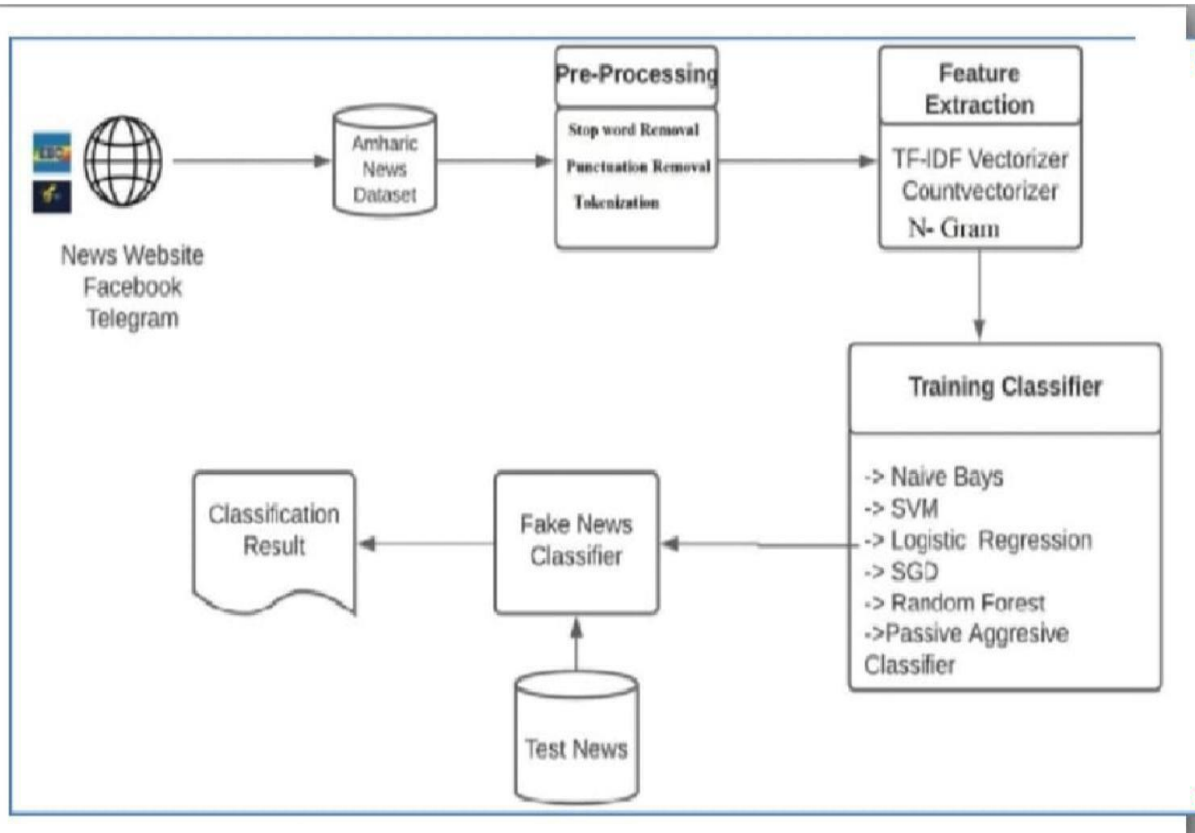 News Website
Facebook
Telegram
Amharic
News
Dataset
Pre-Processing
Stop word Removal
Punctuation Removal
Tokenization
Feature
Extraction
TF-IDF Vectorizer
Countvectorizer
N- Gram
Training Classifier
-> Naive Bays
-> SVM
-> Logistic Regression
-> SGD
-> Random Forest
->Passive Aggresive
Classifier
Fake News
Classifier
Classification
Result
Test News